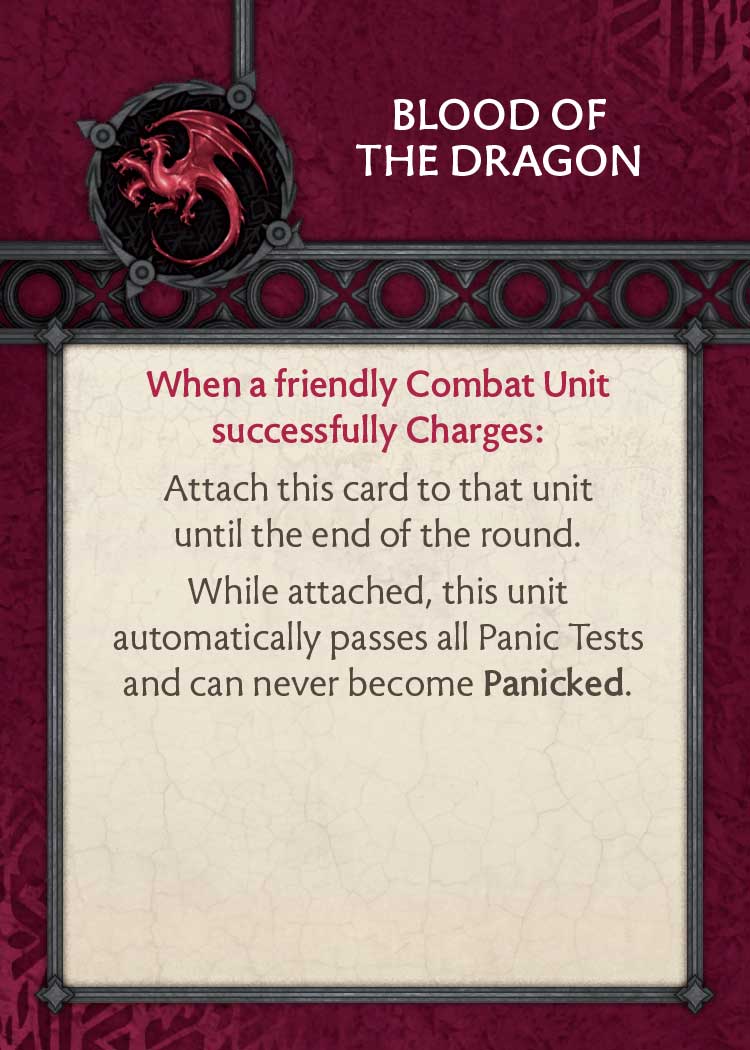 BLOOD OF
THE DRAGON
When a friendly Combat Unit
successfully Charges:
Attach this card to that unit
until the end of the round.
While attached, this unit
automatically passes all Panic Tests
and can never become Panicked.